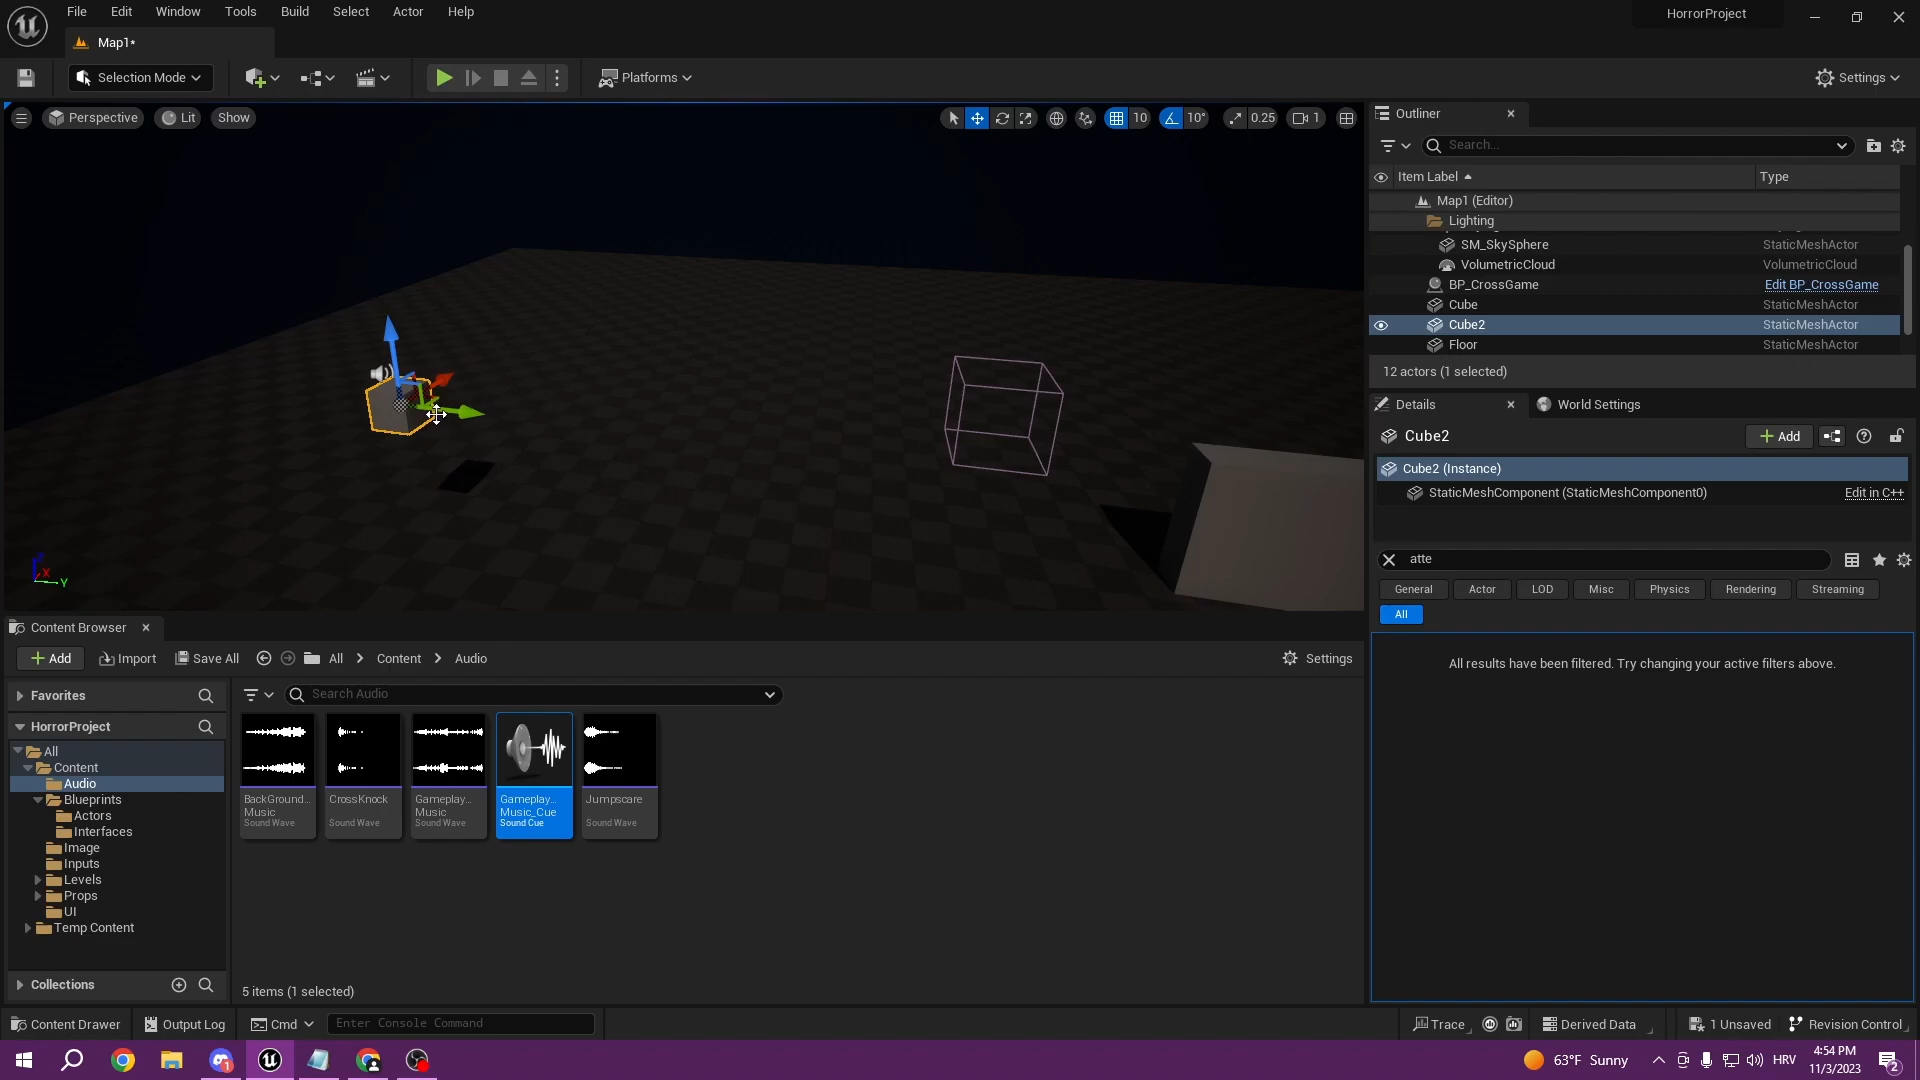 File Edit Window Tools Build Select Actor Help
HorrorProject
Map1*
Selection Mode
Platforms
Settings
Perspective Lit Show
10 10° 0.25 1
Outliner
Search...
Item Label Type
Map1 (Editor)
Lighting
SM_SkySphere StaticMeshActor
VolumetricCloud VolumetricCloud
BP_CrossGame Edit BP_CrossGame
Cube StaticMeshActor
Cube2 StaticMeshActor
Floor StaticMeshActor
12 actors (1 selected)
Details World Settings
Cube2
Add
Cube2 (Instance)
StaticMeshComponent (StaticMeshComponent0) Edit in C++
atte
General Actor LOD Misc Physics Rendering Streaming
All
All results have been filtered. Try changing your active filters above.
X Y
Content Browser
Add Import Save All All Content Audio Settings
Favorites
Search Audio
HorrorProject
All
Content
Audio
Blueprints
Actors
Interfaces
Image
Inputs
Levels
Props
UI
Temp Content
Collections
BackGround...
Music
Sound Wave
CrossKnock
Sound Wave
Gameplay...
Music
Sound Wave
Gameplay...
Music_Cue
Sound Cue
Jumpscare
Sound Wave
5 items (1 selected)
Content Drawer Output Log Cmd Enter Console Command
Trace Derived Data 1 Unsaved Revision Control
1
63°F Sunny HRV
4:54 PM
11/3/2023
2